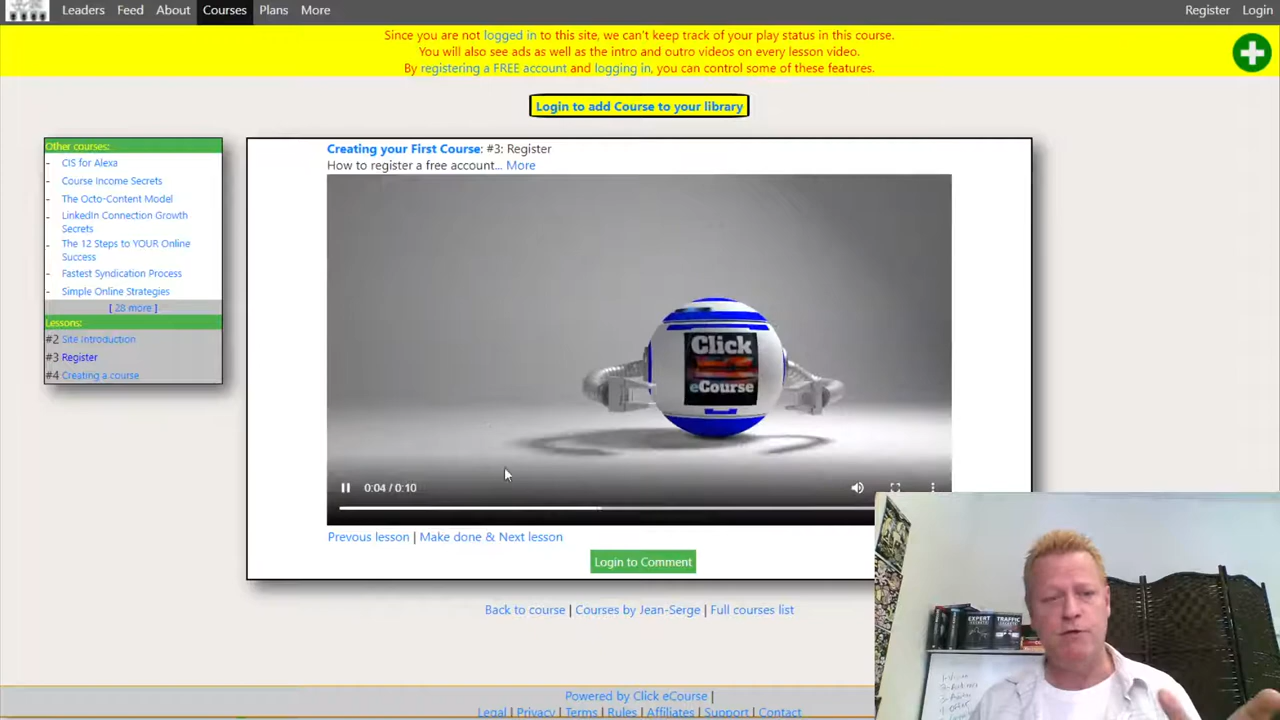 Leaders Feed About Courses Plans More Register Login
Since you are not logged in to this site, we can't keep track of your play status in this course.
You will also see ads as well as the intro and outro videos on every lesson video.
By registering a FREE account and logging in, you can control some of these features.
Login to add Course to your library
Other courses:
- CIS for Alexa
- Course Income Secrets
- The Octo-Content Model
- LinkedIn Connection Growth
Secrets
- The 12 Steps to YOUR Online
Success
- Fastest Syndication Process
- Simple Online Strategies
[ 28 more ]
Lessons:
#2 Site Introduction
#3 Register
#4 Creating a course
Creating your First Course: #3: Register
How to register a free account... More
Click
eCourse
0:04 / 0:10
Prevous lesson | Make done & Next lesson
Login to Comment
Back to course | Courses by Jean-Serge | Full courses list
EXPERT
SECRETS
TRAFFIC
SECRETS
Powered by Click eCourse |
Legal | Privacy | Terms | Rules | Affiliates | Support | Contact